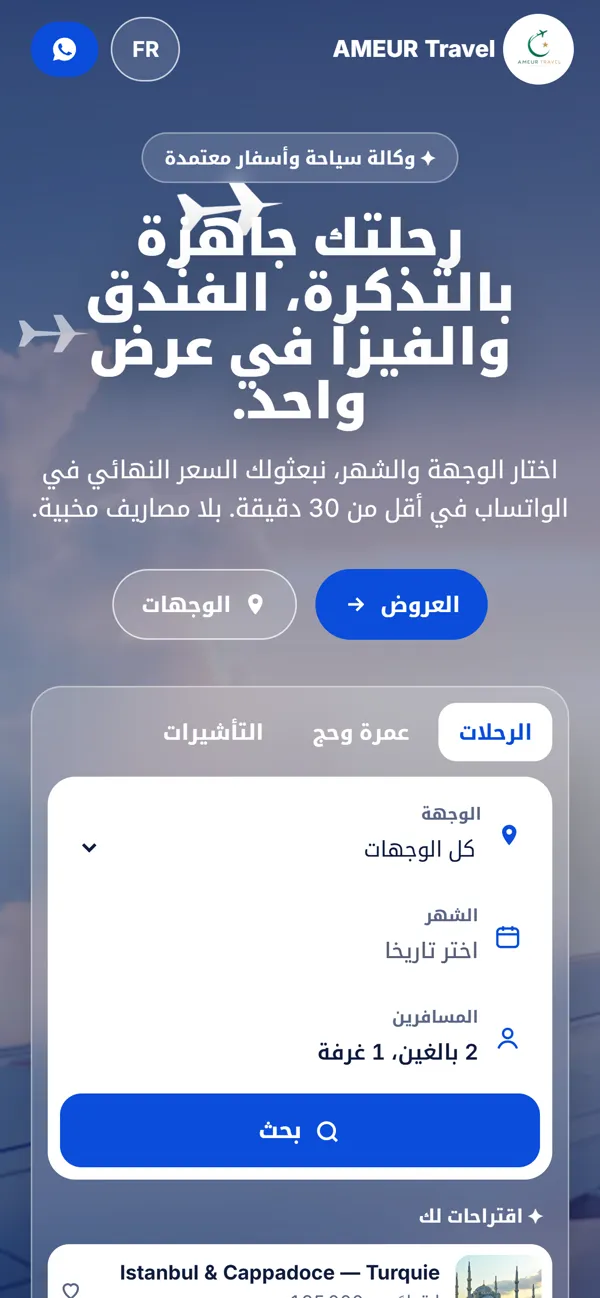 AMEUR Travel
AMEUR TRAVEL
FR
✦ وكالة سياحة وأسفار معتمدة
رحلتك جاهزة
بالتذكرة، الفندق
والفيزا في عرض
واحد.
اختار الوجهة والشهر، نبعثولك السعر النهائي في
الواتساب في أقل من 30 دقيقة. بلا مصاريف مخبية.
العروض →
الوجهات
الرحلات
عمرة وحج
التأشيرات
الوجهة
كل الوجهات
الشهر
اختر تاريخا
المسافرين
2 بالغين، 1 غرفة
بحث
✦ اقتراحات لك
Istanbul & Cappadoce — Turquie